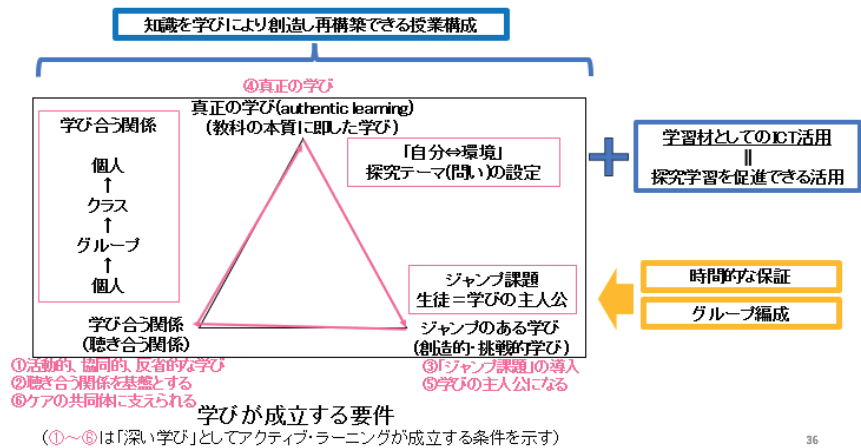 知識を学びにより創造し再構築できる授業構成
④真正の学び
真正の学び(authentic learning)
(教科の本質に即した学び)
学び合う関係
個人
↑
クラス
↑
グループ
↑
個人
「自分⇔環境」
探究テーマ(問い)の設定
学習材としてのICT活用
||
探究学習を促進できる活用
ジャンプ課題
生徒＝学びの主人公
時間的な保証
グループ編成
学び合う関係
(聴き合う関係)
ジャンプのある学び
(創造的・挑戦的学び)
①活動的、協同的、反省的な学び
②聴き合う関係を基盤とする
⑥ケアの共同体に支えられる
③「ジャンプ課題」の導入
⑤学びの主人公になる
学びが成立する要件
(①～⑥は「深い学び」としてアクティブ・ラーニングが成立する条件を示す)
36